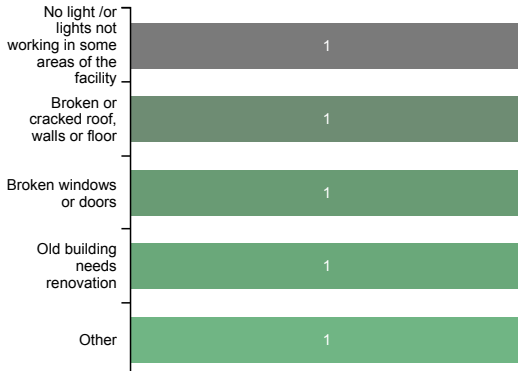 No light /or
lights not
working in some
areas of the
facility
1
Broken or
cracked roof,
walls or floor
1
Broken windows
or doors
1
Old building
needs
renovation
1
Other
1